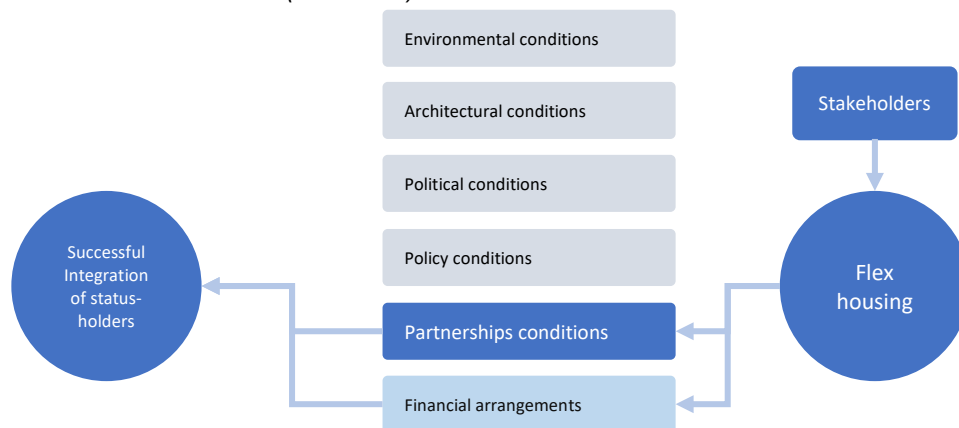 Environmental conditions
Architectural conditions
Stakeholders
Political conditions
Successful
Integration
of status-
holders
Policy conditions
Flex
housing
Partnerships conditions
Financial arrangements